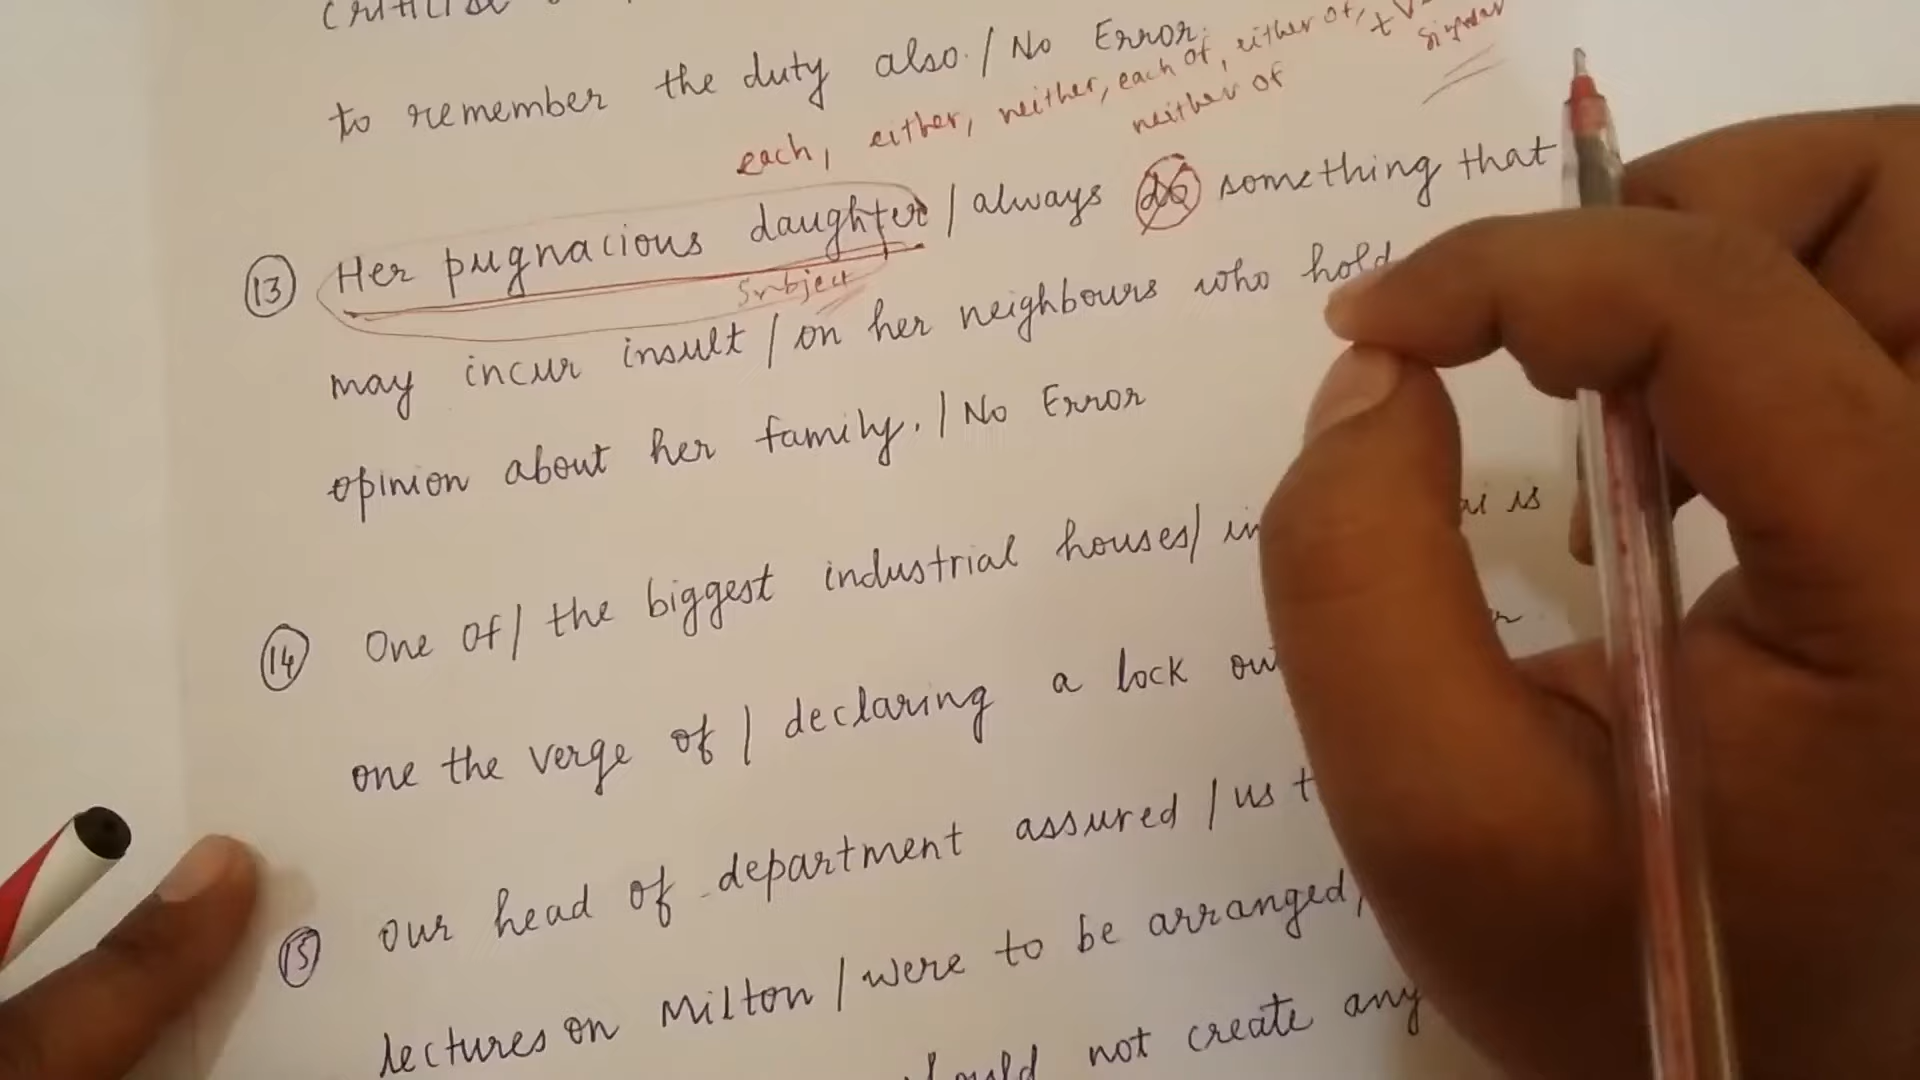 to remember the duty also. / No Error.
each, either, neither, each of, either of, + V
neither of
singular
13 Her pugnacious daughter / always do something that
Subject
may incur insult / on her neighbours who hold
opinion about her family. / No Error
14 One of / the biggest industrial houses / in is
one the verge of / declaring a lock
15 Our head of department assured / us
lectures on Milton / were to be arranged,
not create any